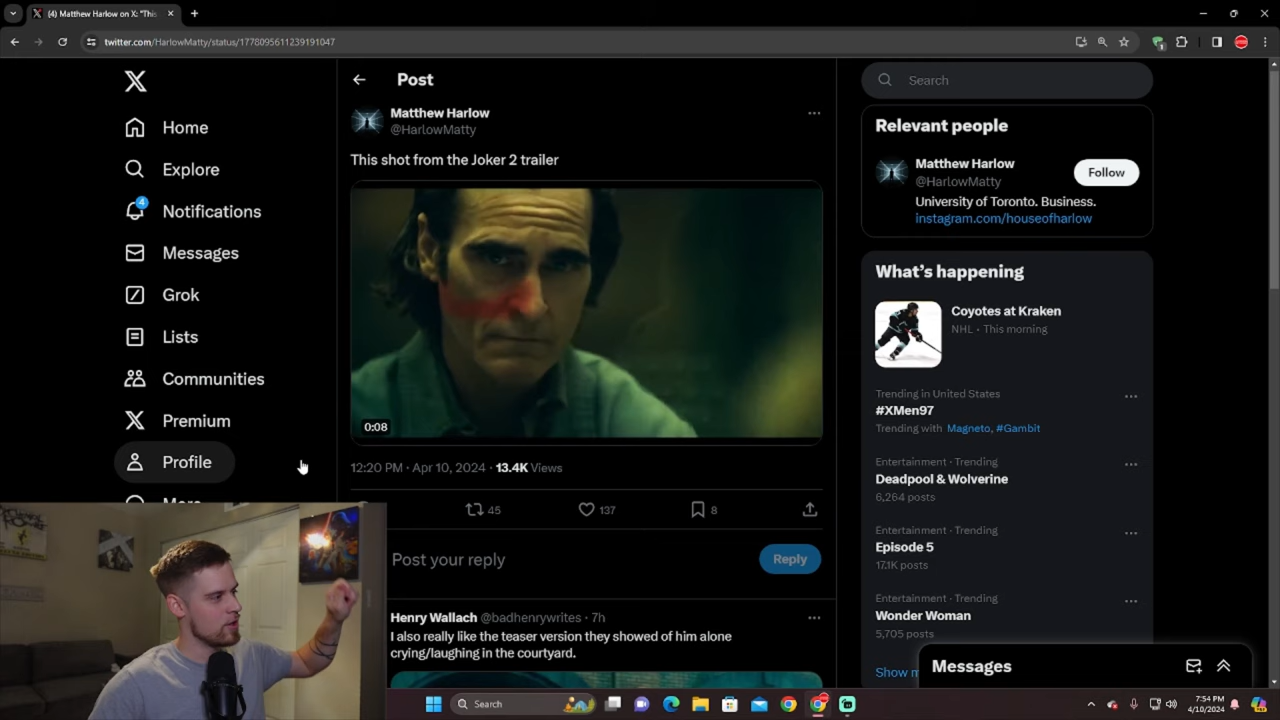 (4) Matthew Harlow on X: "This
twitter.com/HarlowMatty/status/1778095611239191047
Home
Explore
4
Notifications
Messages
Grok
Lists
Communities
Premium
Profile
Post
Matthew Harlow
@HarlowMatty
This shot from the Joker 2 trailer
0:08
12:20 PM · Apr 10, 2024 · 13.4K Views
45
137
8
Post your reply
Reply
Henry Wallach @badhenrywrites · 7h
I also really like the teaser version they showed of him alone
crying/laughing in the courtyard.
Search
Relevant people
Matthew Harlow
@HarlowMatty
Follow
University of Toronto. Business.
instagram.com/houseofharlow
What's happening
Coyotes at Kraken
NHL · This morning
Trending in United States
#XMen97
Trending with Magneto, #Gambit
Entertainment · Trending
Deadpool & Wolverine
6,264 posts
Entertainment · Trending
Episode 5
17.1K posts
Entertainment · Trending
Wonder Woman
5,705 posts
Messages
Search
7:54 PM
4/10/2024